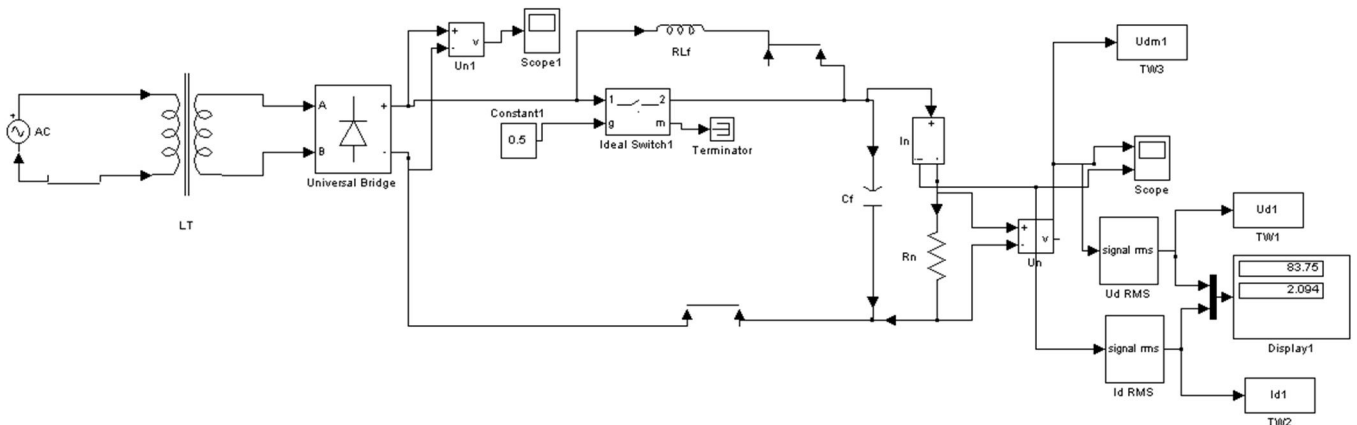 Udm1
TW3
+
-
v
Un1
Scope1
RLf
+
AC
LT
A
B
+
-
Universal Bridge
Constant1
0.5
1
2
g
m
Ideal Switch1
Terminator
In
+
-
Cf
Rn
+
-
v
Un
Scope
Ud1
TW1
signal rms
Ud RMS
83.75
2.094
Display1
signal rms
Id RMS
Id1
TW2